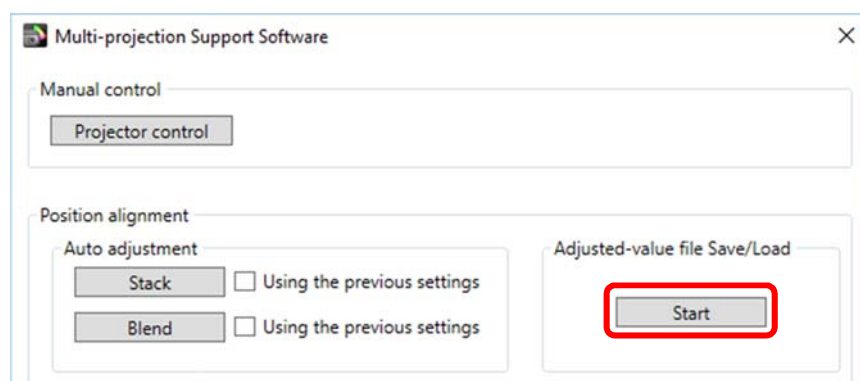 Multi-projection Support Software
Manual control
Projector control
Position alignment
Auto adjustment
Stack
Using the previous settings
Blend
Using the previous settings
Adjusted-value file Save/Load
Start